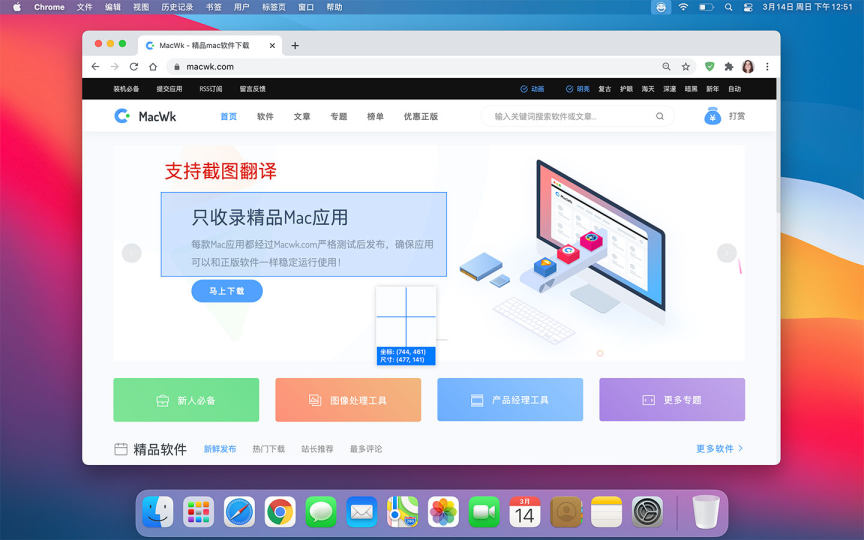 Chrome 文件 编辑 视图 历史记录 书签 用户 标签页 窗口 帮助 3月14日 周日 下午12:51
MacWk - 精品mac软件下载
macwk.com
装机必备 提交应用 RSS订阅 留言反馈 动画 明亮 复古 护眼 海天 深邃 暗黑 新年 自动
MacWk 首页 软件 文章 专题 榜单 优惠正版 输入关键词搜索软件或文章... 打赏
支持截图翻译
只收录精品Mac应用
每款Mac应用都经过Macwk.com严格测试后发布，确保应用
可以和正版软件一样稳定运行使用！
马上下载
坐标: (744, 461)
尺寸: (477, 141)
新人必备 图像处理工具 产品经理工具 更多专题
精品软件 新鲜发布 热门下载 站长推荐 最多评论 更多软件
3月
14